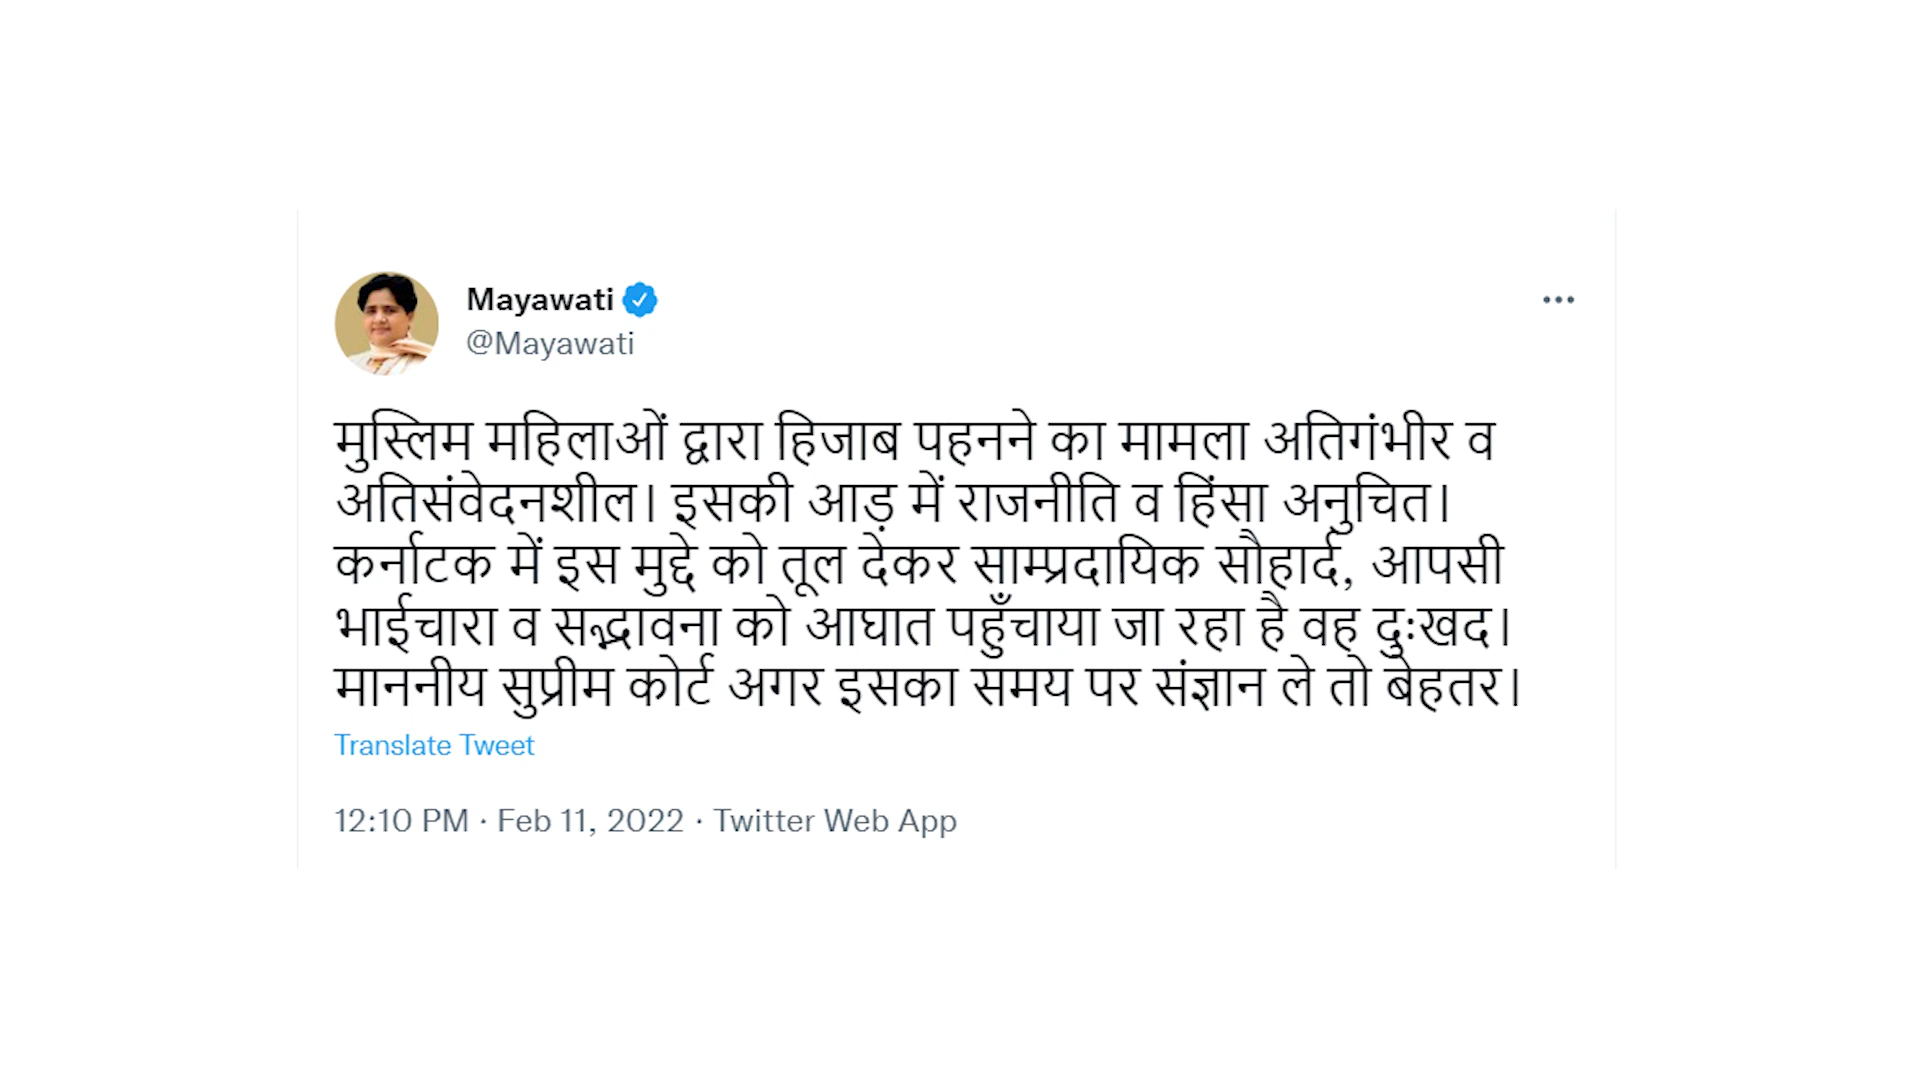 Mayawati
@Mayawati
मुस्लिम महिलाओं द्वारा हिजाब पहनने का मामला अतिगंभीर व
अतिसंवेदनशील। इसकी आड़ में राजनीति व हिंसा अनुचित।
कर्नाटक में इस मुद्दे को तूल देकर साम्प्रदायिक सौहार्द, आपसी
भाईचारा व सद्भावना को आघात पहुँचाया जा रहा है वह दुःखद।
माननीय सुप्रीम कोर्ट अगर इसका समय पर संज्ञान ले तो बेहतर।
Translate Tweet
12:10 PM · Feb 11, 2022 · Twitter Web App